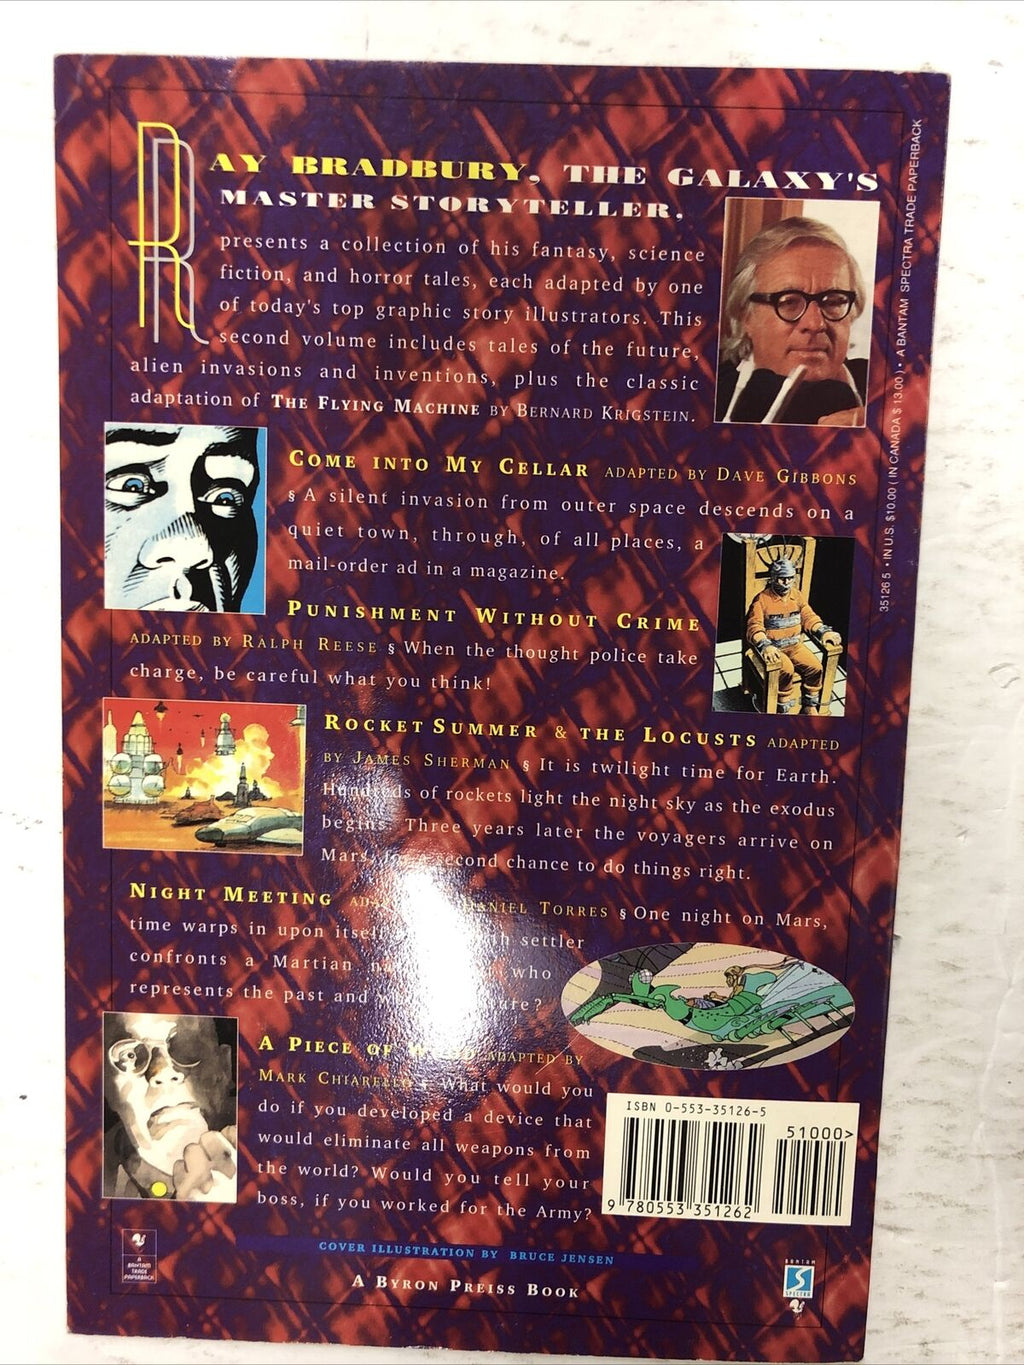 RAY BRADBURY, THE GALAXY'S
MASTER STORYTELLER,
presents a collection of his fantasy, science
fiction, and horror tales, each adapted by one
of today's top graphic story illustrators. This
second volume includes tales of the future,
alien invasions and inventions, plus the classic
adaptation of THE FLYING MACHINE BY BERNARD KRIGSTEIN.
COME INTO MY CELLAR ADAPTED BY DAVE GIBBONS
§ A silent invasion from outer space descends on a
quiet town, through, of all places, a
mail-order ad in a magazine.
PUNISHMENT WITHOUT CRIME
ADAPTED BY RALPH REESE § When the thought police take
charge, be careful what you think!
ROCKET SUMMER & THE LOCUSTS ADAPTED
BY JAMES SHERMAN § It is twilight time for Earth.
Hundreds of rockets light the night sky as the exodus
begins. Three years later the voyagers arrive on
Mars, for a second chance to do things right.
NIGHT MEETING DANIEL TORRES § One night on Mars,
time warps in upon itself settler
confronts a Martian who
represents the past and
A PIECE OF ADAPTED BY
MARK CHIARELLO § What would you
do if you developed a device that
would eliminate all weapons from
the world? Would you tell your
boss, if you worked for the Army?
COVER ILLUSTRATION BY BRUCE JENSEN
A BYRON PREISS BOOK
A
BANTAM
TRADE
PAPERBACK
ISBN 0-553-35126-5
51000>
9 780553 351262
BANTAM
SPECTRA
35126 5 • IN U.S. $10.00 ( IN CANADA $ 13.00 ) • A BANTAM SPECTRA TRADE PAPERBACK